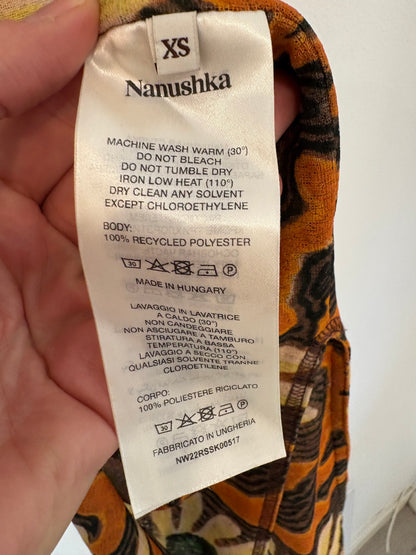 XS
Nanushka
MACHINE WASH WARM (30°)
DO NOT BLEACH
DO NOT TUMBLE DRY
IRON LOW HEAT (110°)
DRY CLEAN ANY SOLVENT
EXCEPT CHLOROETHYLENE
BODY:
100% RECYCLED POLYESTER
30 P
MADE IN HUNGARY
LAVAGGIO IN LAVATRICE
A CALDO (30°)
NON CANDEGGIARE
NON ASCIUGARE A TAMBURO
STIRATURA A BASSA
TEMPERATURA (110°)
LAVAGGIO A SECCO CON
QUALSIASI SOLVENTE TRANNE
CLOROETILENE
CORPO:
100% POLIESTERE RICICLATO
30 P
FABBRICATO IN UNGHERIA
NW22RSSK00517